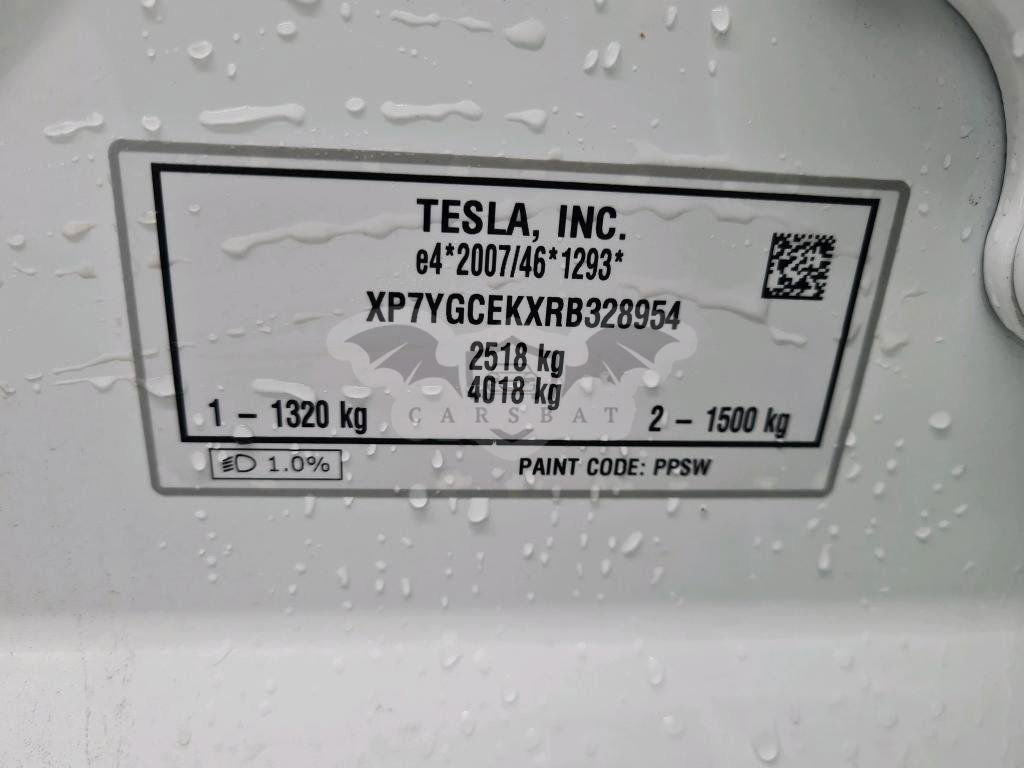 TESLA, INC.
e4*2007/46*1293*
XP7YGCEKXRB328954
2518 kg
4018 kg
1 - 1320 kg
2 - 1500 kg
CARSBAT
1.0%
PAINT CODE: PPSW